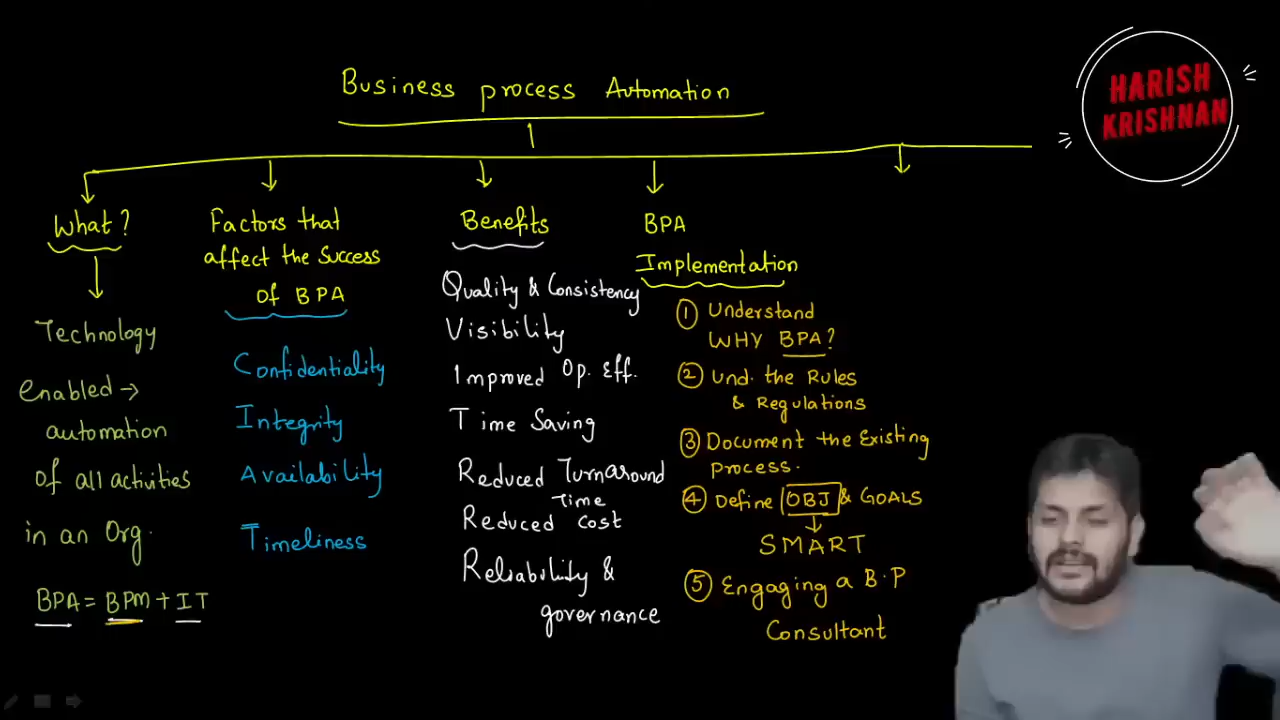 Business process Automation
HARISH
KRISHNAN
What?
Technology
enabled →
automation
of all activities
in an Org.
BPA = BPM + IT
Factors that
affect the Success
of BPA
Confidentiality
Integrity
Availability
Timeliness
Benefits
Quality & Consistency
Visibility
Improved Op. Eff.
Time Saving
Reduced Turnaround
Time
Reduced Cost
Reliability &
governance
BPA
Implementation
① Understand
WHY BPA?
② Und. the Rules
& Regulations
③ Document the Existing
process.
④ Define OBJ & GOALS
SMART
⑤ Engaging a B.P
Consultant